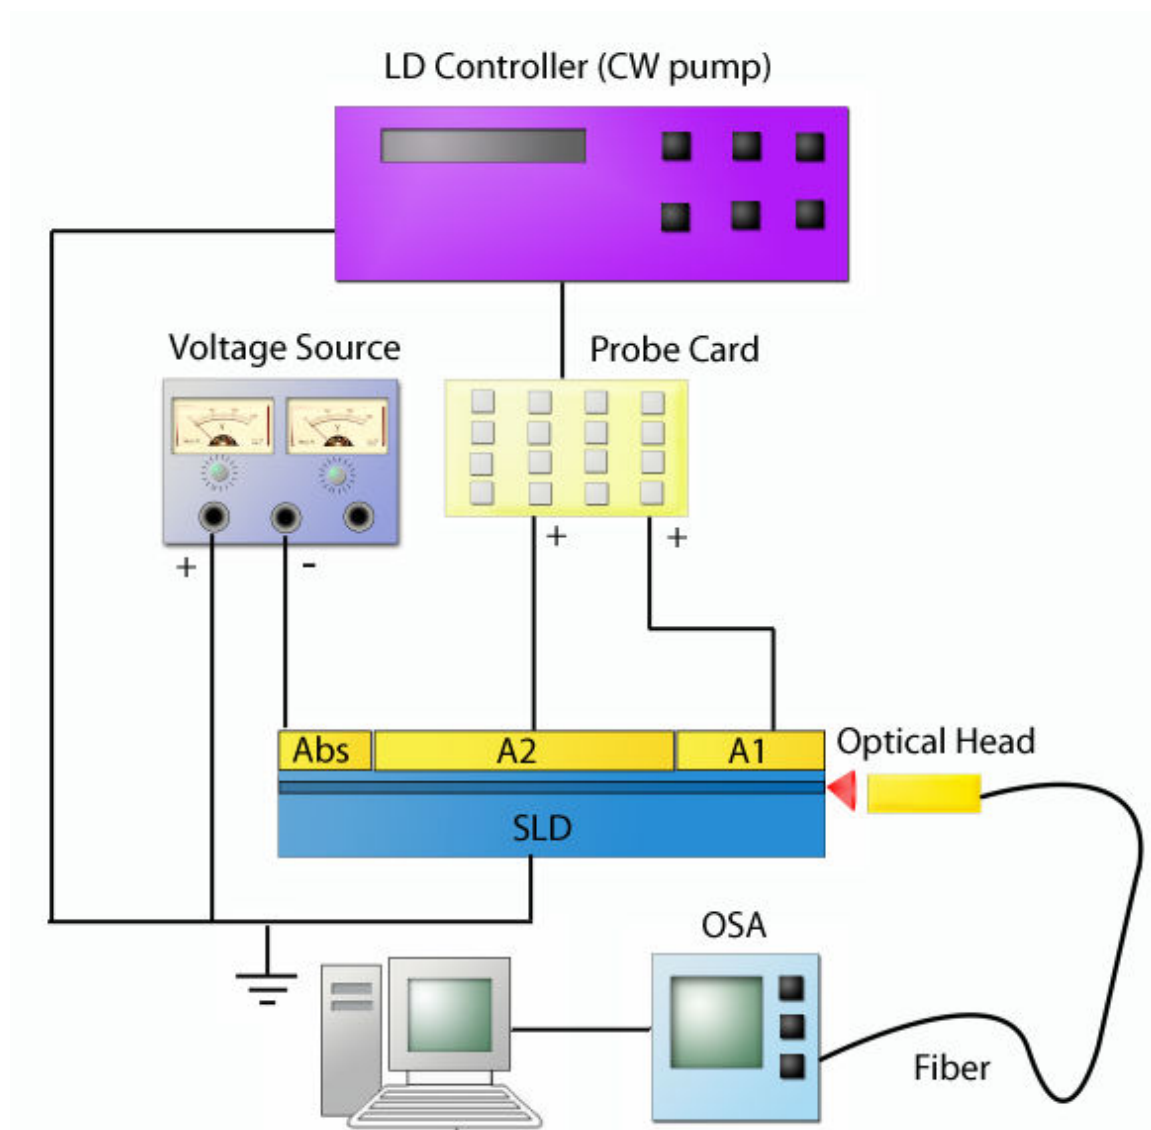 LD Controller (CW pump)
Voltage Source
Probe Card
V
V
+
-
+
+
Abs
A2
A1
Optical Head
SLD
OSA
Fiber